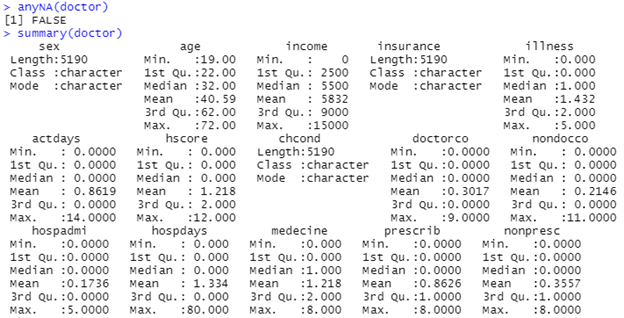 > anyNA(doctor)
[1] FALSE
> summary(doctor)
sex age income insurance illness
Length:5190 Min. :19.00 Min. : 0 Length:5190 Min. :0.000
Class :character 1st Qu.:22.00 1st Qu.: 2500 Class :character 1st Qu.:0.000
Mode :character Median :32.00 Median : 5500 Mode :character Median :1.000
Mean :40.59 Mean : 5832 Mean :1.432
3rd Qu.:62.00 3rd Qu.: 9000 3rd Qu.:2.000
Max. :72.00 Max. :15000 Max. :5.000
actdays hscore chcond doctorco nondocco
Min. : 0.0000 Min. : 0.000 Length:5190 Min. :0.0000 Min. : 0.0000
1st Qu.: 0.0000 1st Qu.: 0.000 Class :character 1st Qu.:0.0000 1st Qu.: 0.0000
Median : 0.0000 Median : 0.000 Mode :character Median :0.0000 Median : 0.0000
Mean : 0.8619 Mean : 1.218 Mean :0.3017 Mean : 0.2146
3rd Qu.: 0.0000 3rd Qu.: 2.000 3rd Qu.:0.0000 3rd Qu.: 0.0000
Max. :14.0000 Max. :12.000 Max. :9.0000 Max. :11.0000
hospadmi hospdays medecine prescrib nonpresc
Min. :0.0000 Min. : 0.000 Min. :0.000 Min. :0.0000 Min. :0.0000
1st Qu.:0.0000 1st Qu.: 0.000 1st Qu.:0.000 1st Qu.:0.0000 1st Qu.:0.0000
Median :0.0000 Median : 0.000 Median :1.000 Median :0.0000 Median :0.0000
Mean :0.1736 Mean : 1.334 Mean :1.218 Mean :0.8626 Mean :0.3557
3rd Qu.:0.0000 3rd Qu.: 0.000 3rd Qu.:2.000 3rd Qu.:1.0000 3rd Qu.:1.0000
Max. :5.0000 Max. :80.000 Max. :8.000 Max. :8.0000 Max. :8.0000